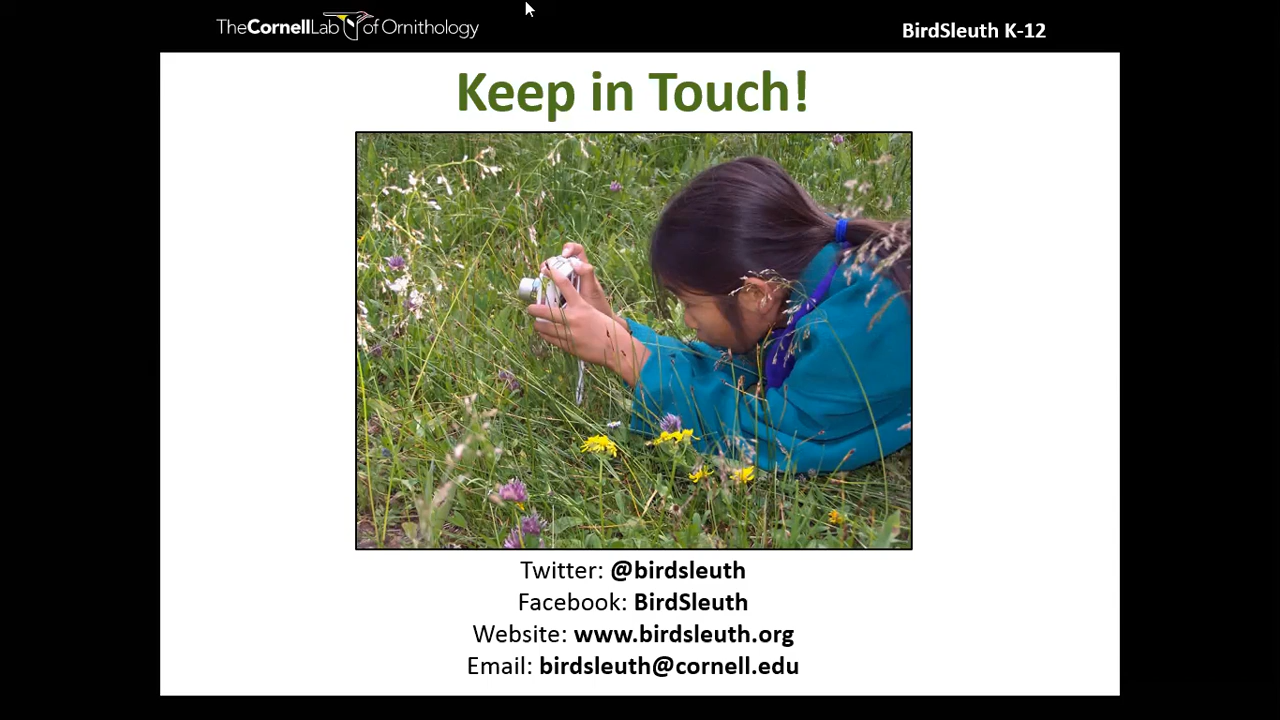 TheCornellLab of Ornithology
BirdSleuth K-12
Keep in Touch!
Twitter: @birdsleuth
Facebook: BirdSleuth
Website: www.birdsleuth.org
Email: birdsleuth@cornell.edu